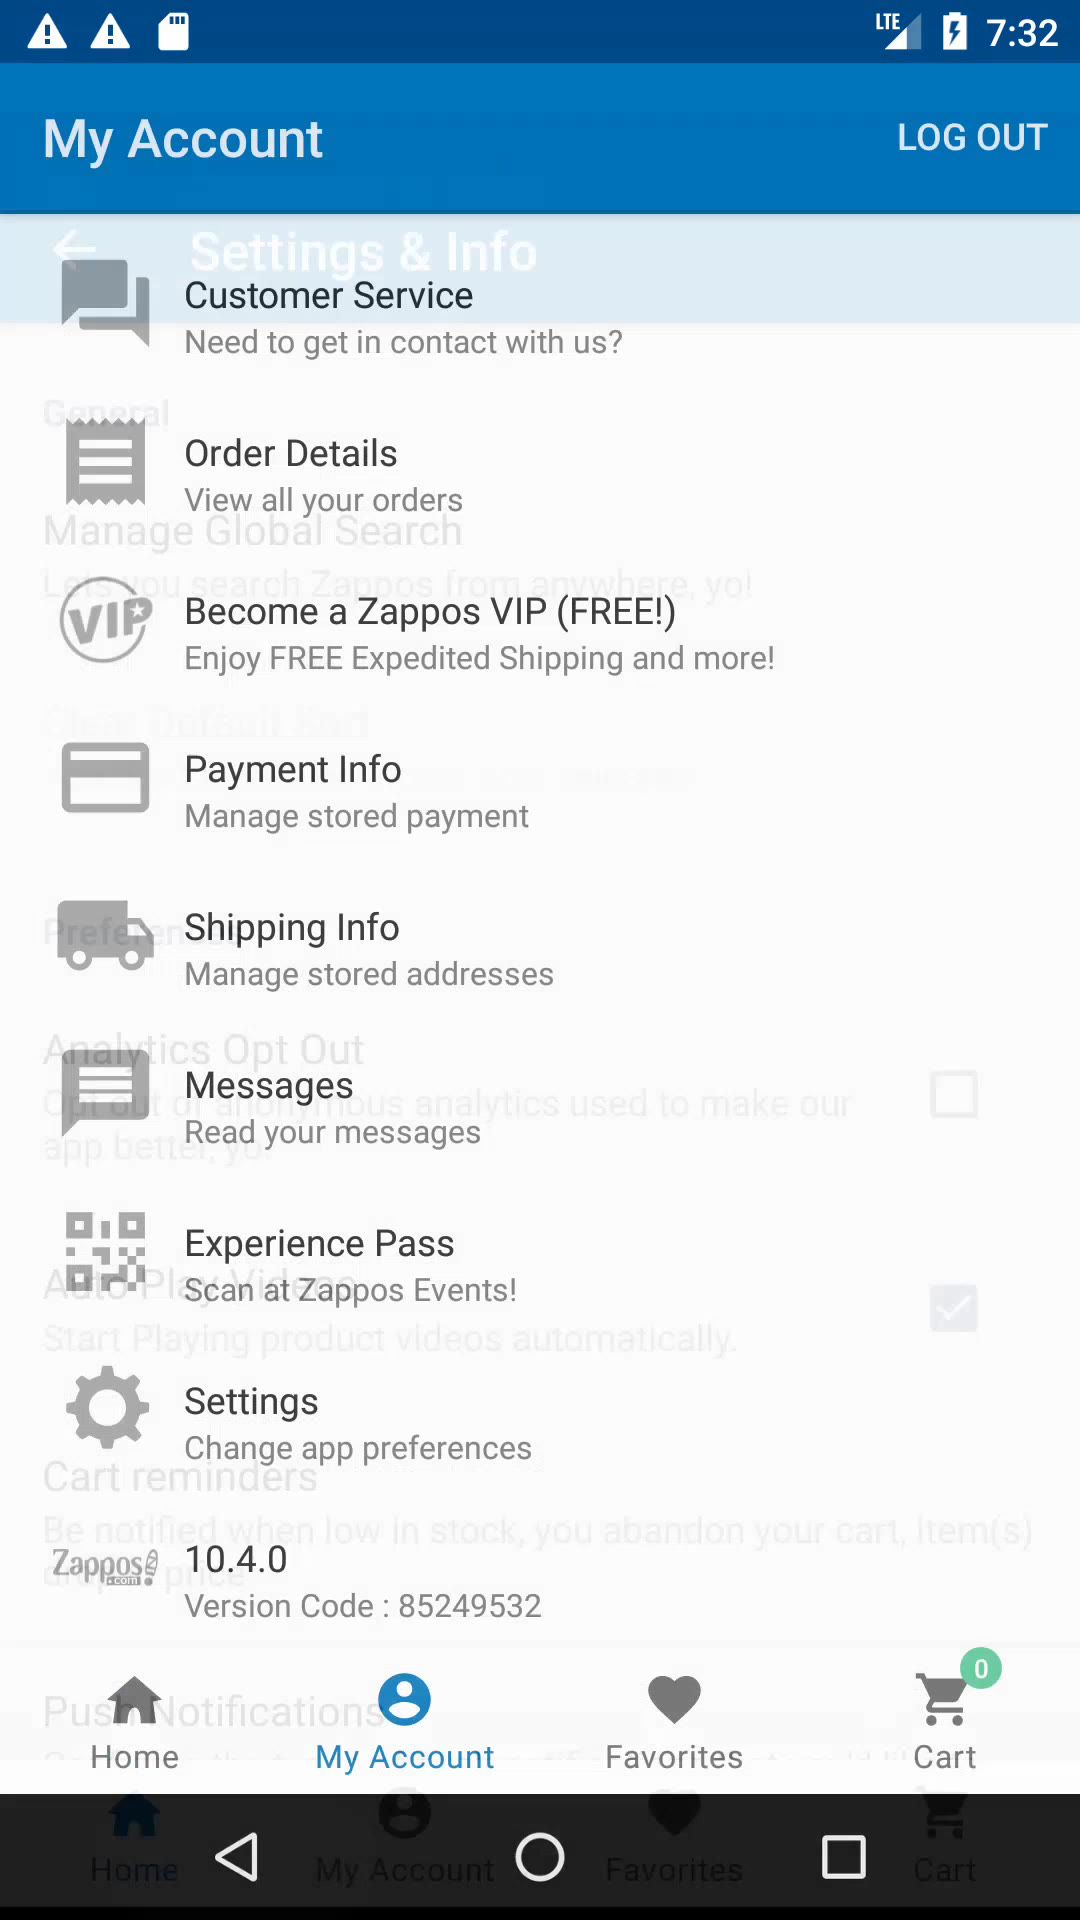 LTE 7:32
My Account LOG OUT
Settings & Info
Customer Service
Need to get in contact with us?
General
Order Details
View all your orders
Manage Global Search
Lets you search Zappos from anywhere, yo!
VIP
Become a Zappos VIP (FREE!)
Enjoy FREE Expedited Shipping and more!
Clear Default Sort
Payment Info
Manage stored payment
Shipping Info
Preferences
Manage stored addresses
Analytics Opt Out
Messages
Opt out of anonymous analytics used to make our
Read your messages
app better, yo!
Experience Pass
Auto Play Videos
Scan at Zappos Events!
Start Playing product videos automatically.
Settings
Change app preferences
Cart reminders
Be notified when low in stock, you abandon your cart, item(s)
price
Zappos.com
10.4.0
Version Code : 85249532
0
Push Notifications
Home My Account Favorites Cart
Home My Account Favorites Cart